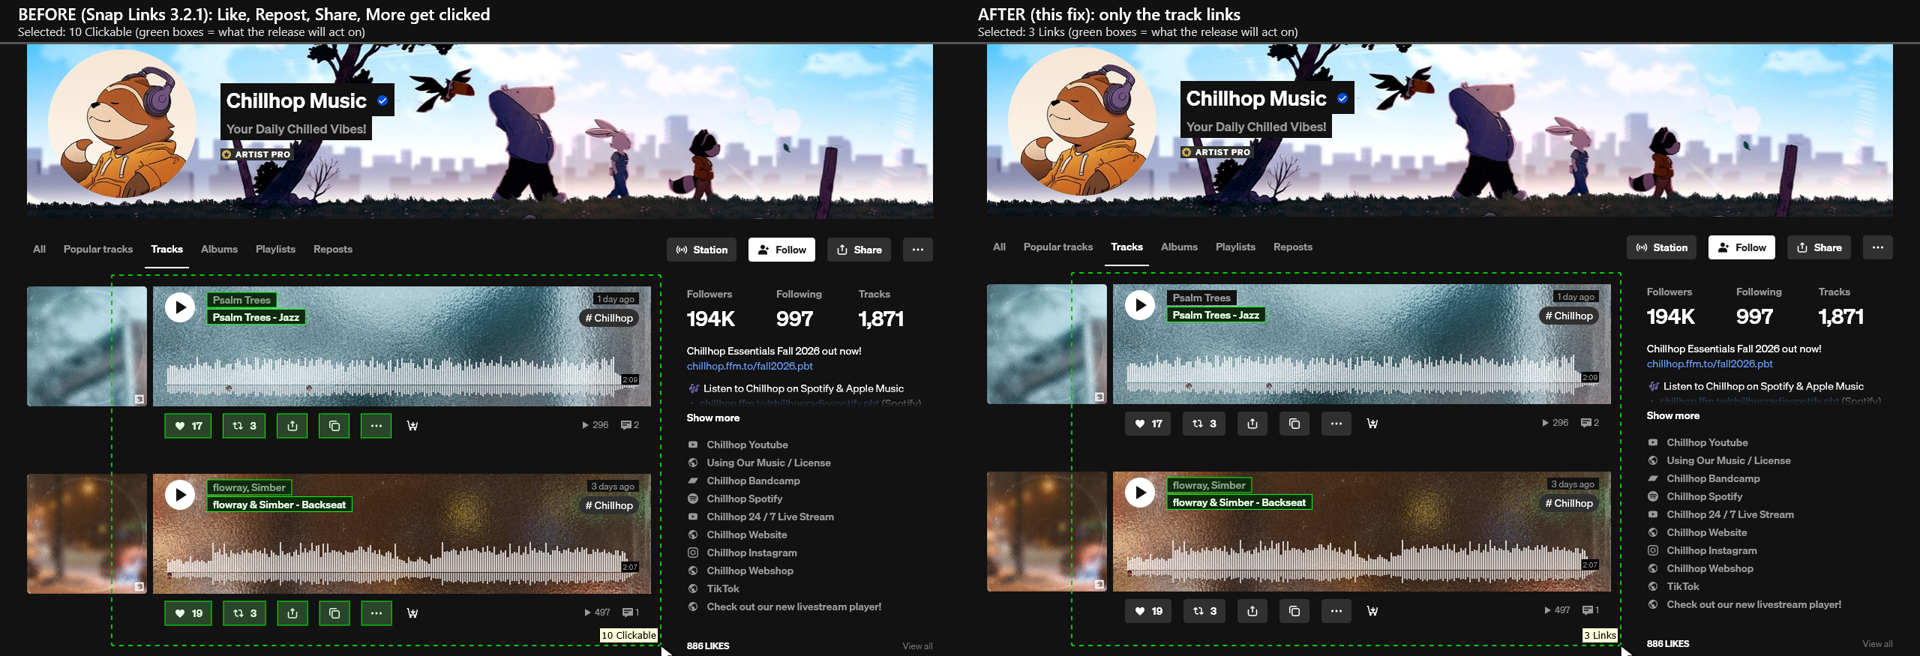 BEFORE (Snap Links 3.2.1): Like, Repost, Share, More get clicked
Selected: 10 Clickable (green boxes = what the release will act on)
Chillhop Music
Your Daily Chilled Vibes!
ARTIST PRO
All Popular tracks Tracks Albums Playlists Reposts
Station Follow Share ...
Psalm Trees
Psalm Trees - Jazz
1 day ago
# Chillhop
2:09
17 3 ... 296 2
flowray, Simber
flowray & Simber - Backseat
3 days ago
# Chillhop
2:07
19 3 ... 497 1
10 Clickable
Followers Following Tracks
194K 997 1,871
Chillhop Essentials Fall 2026 out now!
chillhop.ffm.to/fall2026.pbt
🎶 Listen to Chillhop on Spotify & Apple Music
- chillhop.ffm.to/chillhopradiospotify.pbt (Spotify)
Show more
Chillhop Youtube
Using Our Music / License
Chillhop Bandcamp
Chillhop Spotify
Chillhop 24 / 7 Live Stream
Chillhop Website
Chillhop Instagram
Chillhop Webshop
TikTok
Check out our new livestream player!
886 LIKES View all
AFTER (this fix): only the track links
Selected: 3 Links (green boxes = what the release will act on)
Chillhop Music
Your Daily Chilled Vibes!
ARTIST PRO
All Popular tracks Tracks Albums Playlists Reposts
Station Follow Share ...
Psalm Trees
Psalm Trees - Jazz
1 day ago
# Chillhop
2:09
17 3 ... 296 2
flowray, Simber
flowray & Simber - Backseat
3 days ago
# Chillhop
2:07
19 3 ... 497 1
3 Links
Followers Following Tracks
194K 997 1,871
Chillhop Essentials Fall 2026 out now!
chillhop.ffm.to/fall2026.pbt
🎶 Listen to Chillhop on Spotify & Apple Music
- chillhop.ffm.to/chillhopradiospotify.pbt (Spotify)
Show more
Chillhop Youtube
Using Our Music / License
Chillhop Bandcamp
Chillhop Spotify
Chillhop 24 / 7 Live Stream
Chillhop Website
Chillhop Instagram
Chillhop Webshop
TikTok
Check out our new livestream player!
886 LIKES View all